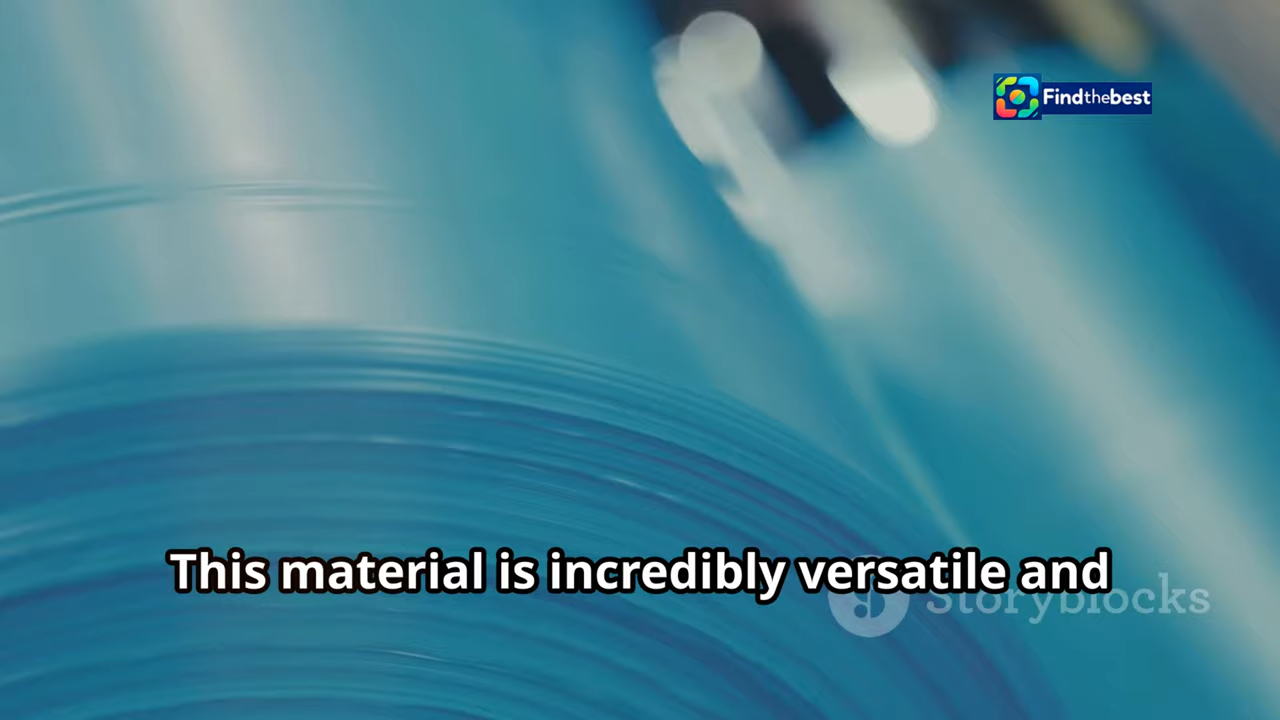 Findthebest
This material is incredibly versatile and
Storyblocks